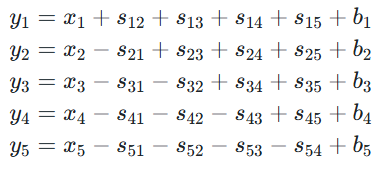 y₁ = x₁ + s₁₂ + s₁₃ + s₁₄ + s₁₅ + b₁
y₂ = x₂ − s₂₁ + s₂₃ + s₂₄ + s₂₅ + b₂
y₃ = x₃ − s₃₁ − s₃₂ + s₃₄ + s₃₅ + b₃
y₄ = x₄ − s₄₁ − s₄₂ − s₄₃ + s₄₅ + b₄
y₅ = x₅ − s₅₁ − s₅₂ − s₅₃ − s₅₄ + b₅